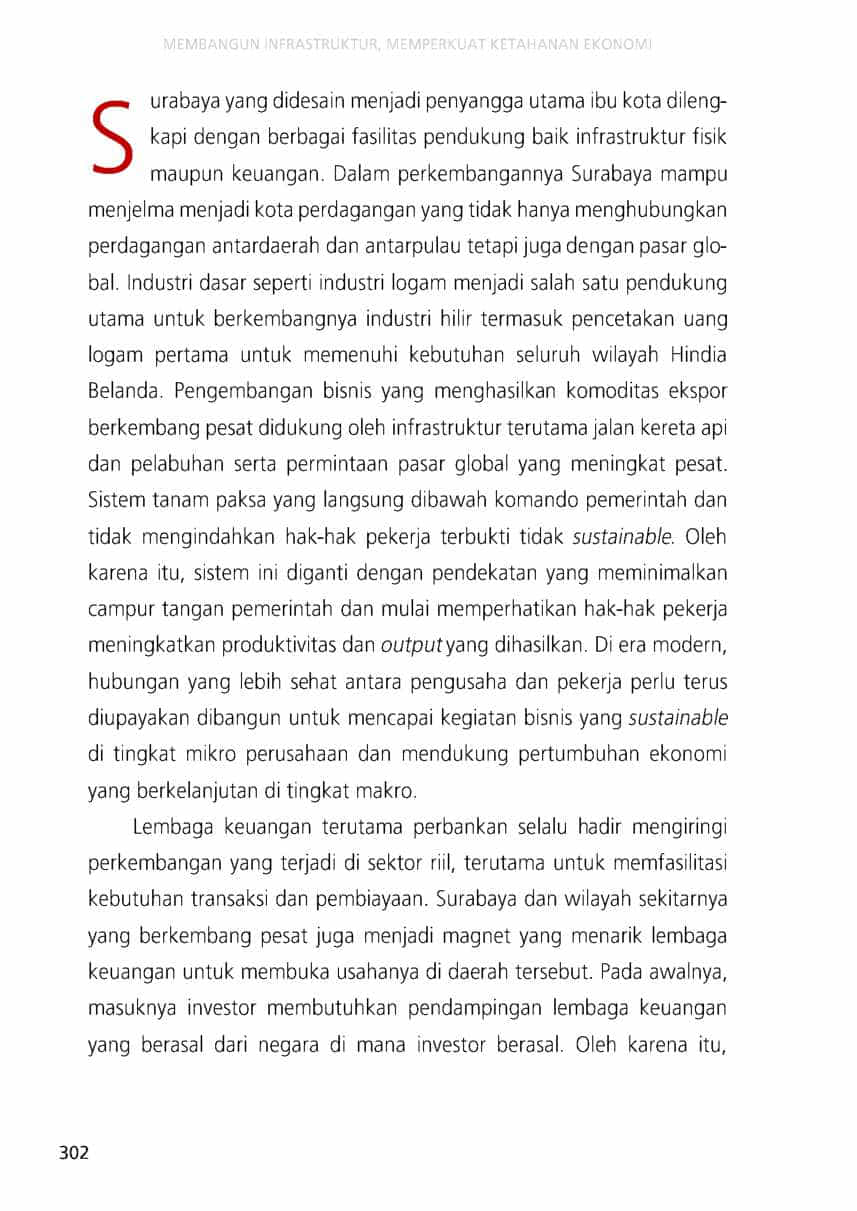 MEMBANGUN INFRASTRUKTUR, MEMPERKUAT KETAHANAN EKONOMI
Surabaya yang didesain menjadi penyangga utama ibu kota dileng-
kapi dengan berbagai fasilitas pendukung baik infrastruktur fisik
maupun keuangan. Dalam perkembangannya Surabaya mampu
menjelma menjadi kota perdagangan yang tidak hanya menghubungkan
perdagangan antardaerah dan antarpulau tetapi juga dengan pasar glo-
bal. Industri dasar seperti industri logam menjadi salah satu pendukung
utama untuk berkembangnya industri hilir termasuk pencetakan uang
logam pertama untuk memenuhi kebutuhan seluruh wilayah Hindia
Belanda. Pengembangan bisnis yang menghasilkan komoditas ekspor
berkembang pesat didukung oleh infrastruktur terutama jalan kereta api
dan pelabuhan serta permintaan pasar global yang meningkat pesat.
Sistem tanam paksa yang langsung dibawah komando pemerintah dan
tidak mengindahkan hak-hak pekerja terbukti tidak sustainable. Oleh
karena itu, sistem ini diganti dengan pendekatan yang meminimalkan
campur tangan pemerintah dan mulai memperhatikan hak-hak pekerja
meningkatkan produktivitas dan output yang dihasilkan. Di era modern,
hubungan yang lebih sehat antara pengusaha dan pekerja perlu terus
diupayakan dibangun untuk mencapai kegiatan bisnis yang sustainable
di tingkat mikro perusahaan dan mendukung pertumbuhan ekonomi
yang berkelanjutan di tingkat makro.
Lembaga keuangan terutama perbankan selalu hadir mengiringi
perkembangan yang terjadi di sektor riil, terutama untuk memfasilitasi
kebutuhan transaksi dan pembiayaan. Surabaya dan wilayah sekitarnya
yang berkembang pesat juga menjadi magnet yang menarik lembaga
keuangan untuk membuka usahanya di daerah tersebut. Pada awalnya,
masuknya investor membutuhkan pendampingan lembaga keuangan
yang berasal dari negara di mana investor berasal. Oleh karena itu,
302